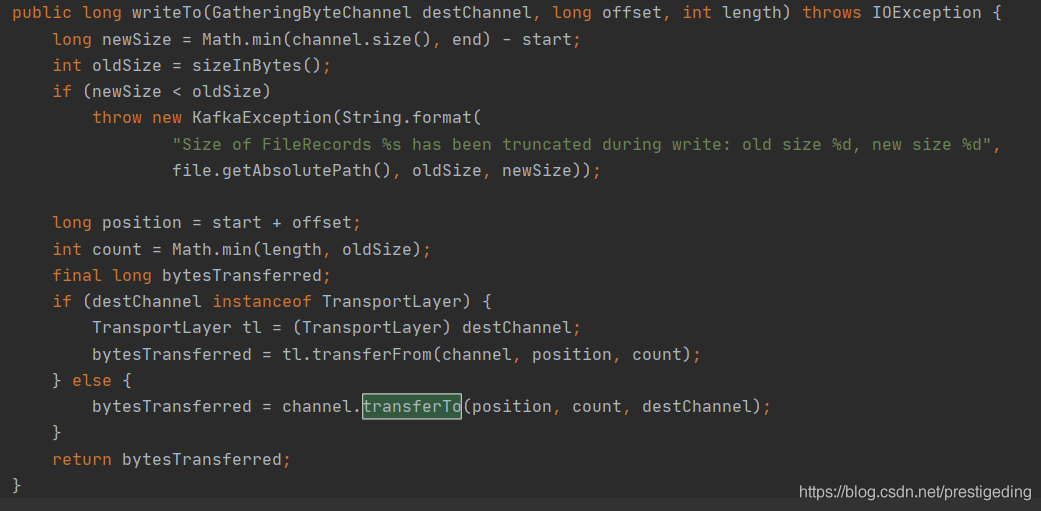 public long writeTo(GatheringByteChannel destChannel, long offset, int length) throws IOException {
    long newSize = Math.min(channel.size(), end) - start;
    int oldSize = sizeInBytes();
    if (newSize < oldSize)
        throw new KafkaException(String.format(
                "Size of FileRecords %s has been truncated during write: old size %d, new size %d",
                file.getAbsolutePath(), oldSize, newSize));

    long position = start + offset;
    int count = Math.min(length, oldSize);
    final long bytesTransferred;
    if (destChannel instanceof TransportLayer) {
        TransportLayer tl = (TransportLayer) destChannel;
        bytesTransferred = tl.transferFrom(channel, position, count);
    } else {
        bytesTransferred = channel.transferTo(position, count, destChannel);
    }
    return bytesTransferred;
}
https://blog.csdn.net/prestigeding